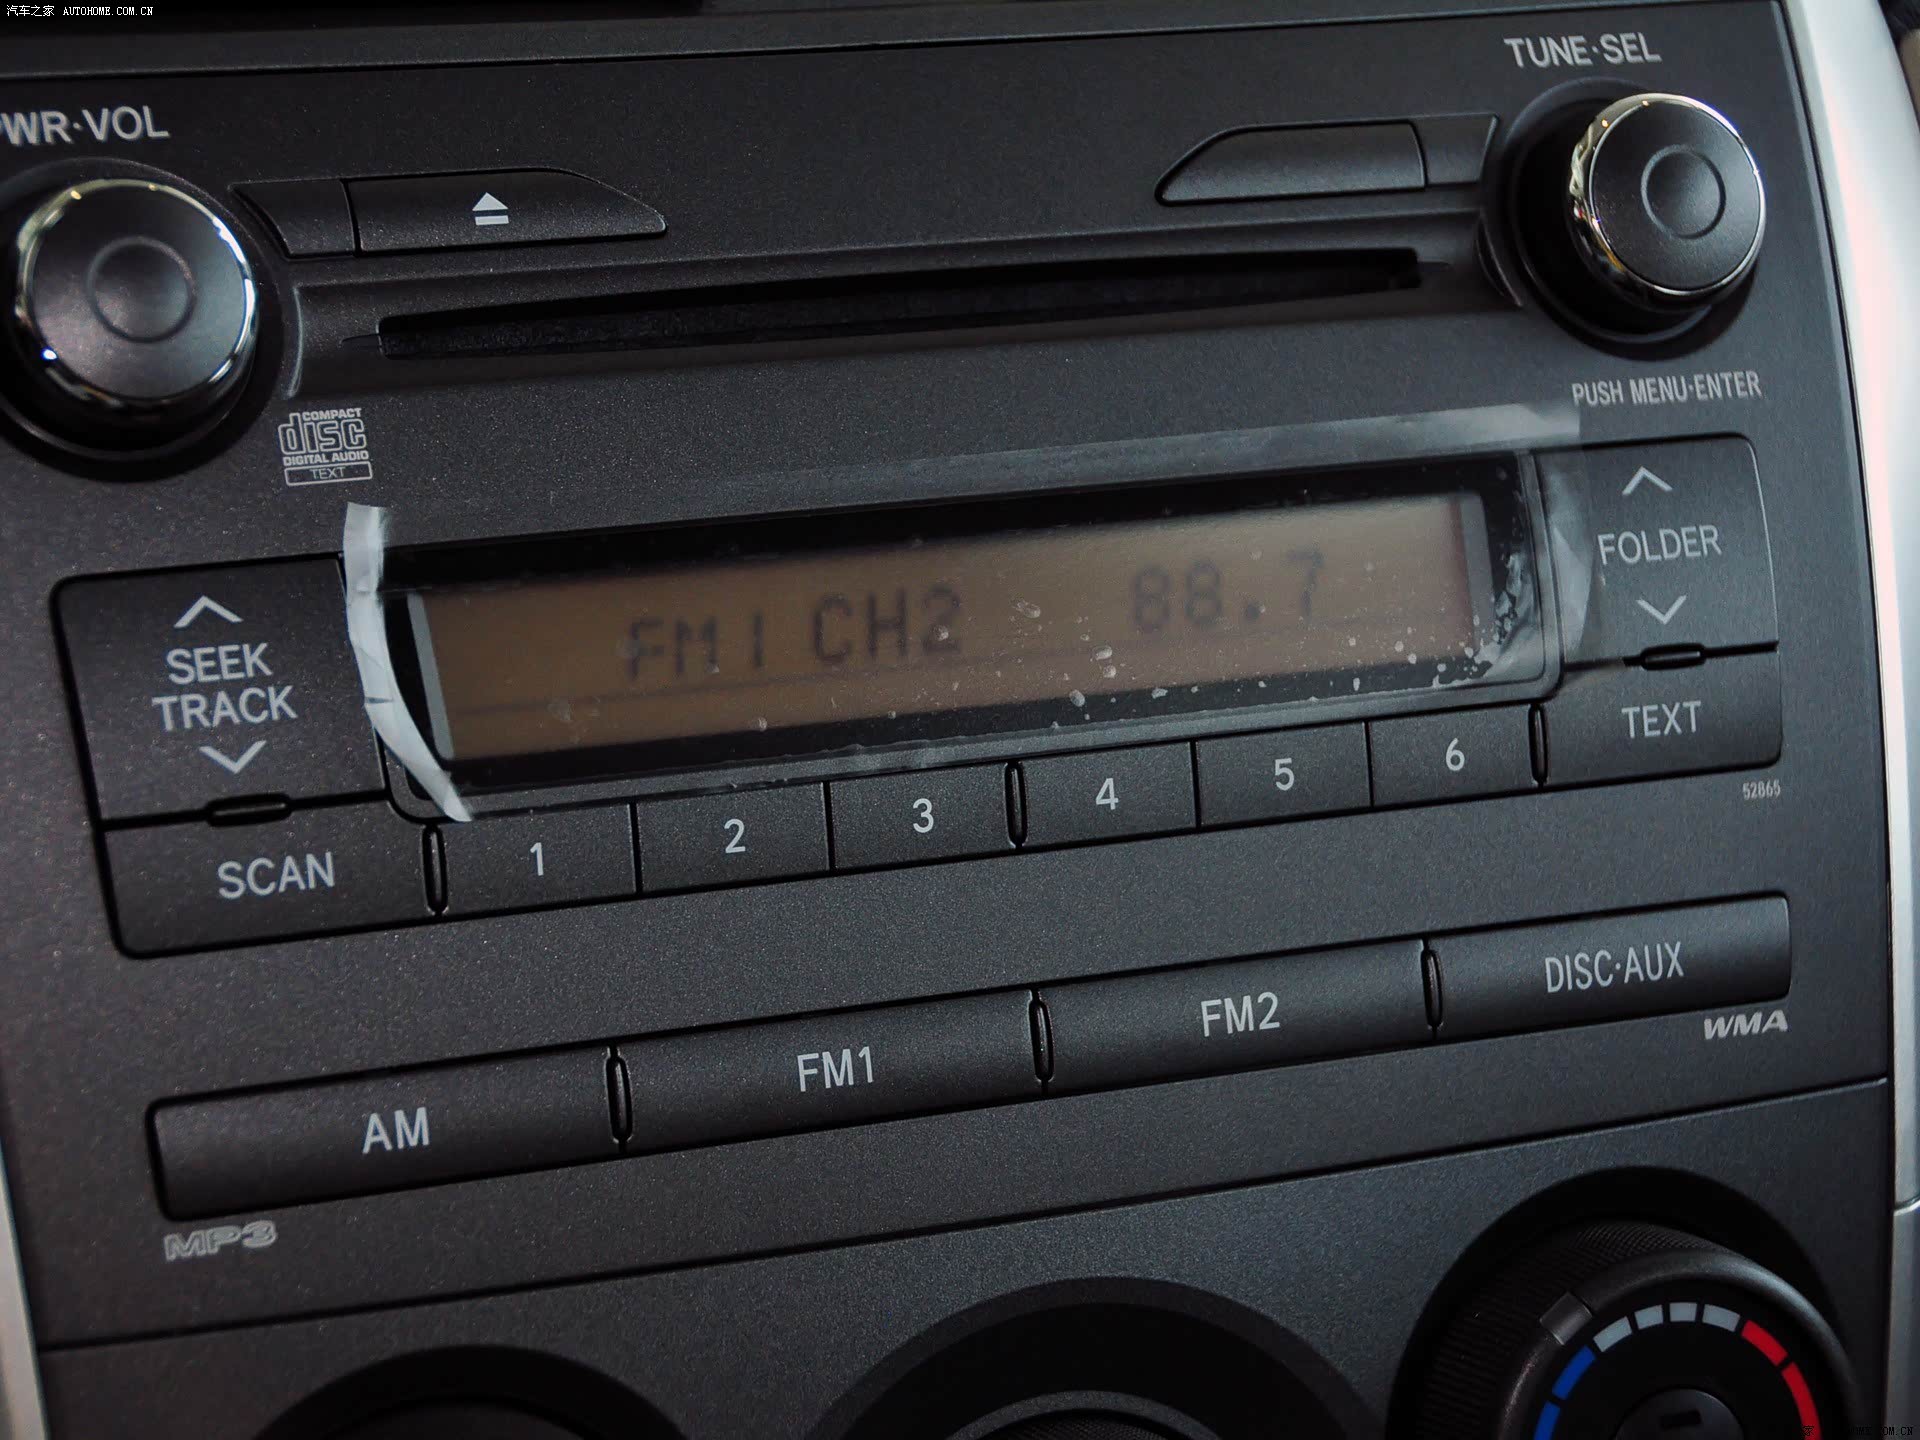 汽车之家 AUTOHOME.COM.CN
TUNE·SEL
PWR·VOL
PUSH MENU·ENTER
COMPACT
disc
DIGITAL AUDIO
TEXT
FOLDER
FM1 CH2 88.7
SEEK
TRACK
TEXT
52865
SCAN 1 2 3 4 5 6
AM FM1 FM2 DISC·AUX
WMA
MP3